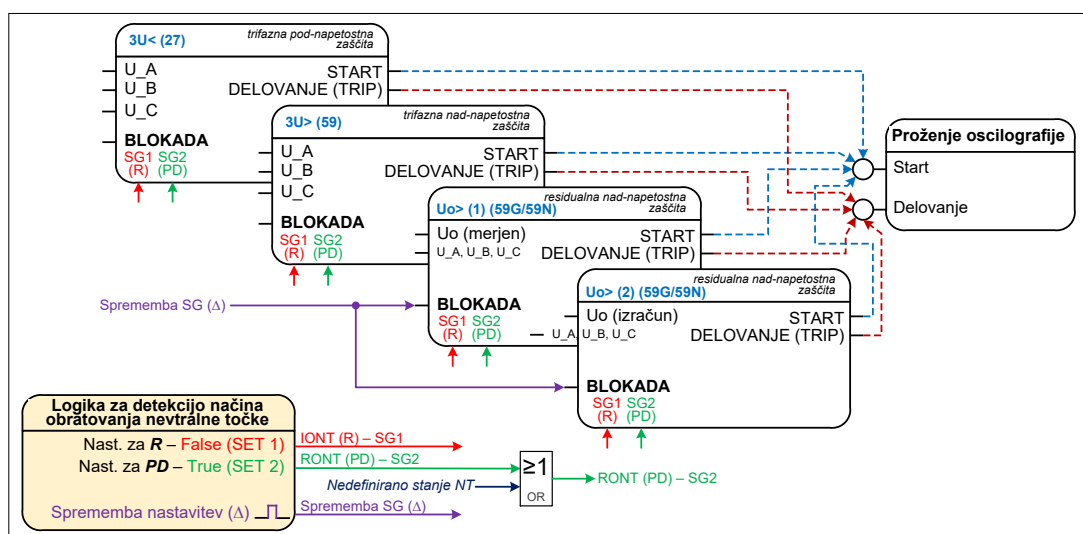 3U< (27)
trifazna pod-napetostna
zaščita
U_A
U_B
U_C
START
DELOVANJE (TRIP)
BLOKADA
SG1 SG2
(R) (PD)
3U> (59)
trifazna nad-napetostna
zaščita
U_A
U_B
U_C
START
DELOVANJE (TRIP)
BLOKADA
SG1 SG2
(R) (PD)
Uo> (1) (59G/59N)
residualna nad-napetostna
zaščita
Uo (merjen)
U_A, U_B, U_C
START
DELOVANJE (TRIP)
BLOKADA
SG1 SG2
(R) (PD)
Uo> (2) (59G/59N)
residualna nad-napetostna
zaščita
Uo (izračun)
U_A, U_B, U_C
START
DELOVANJE (TRIP)
BLOKADA
SG1 SG2
(R) (PD)
Proženje oscilografije
Start
Delovanje
Sprememba SG (Δ)
Logika za detekcijo načina
obratovanja nevtralne točke
Nast. za R – False (SET 1)
Nast. za PD – True (SET 2)
Sprememba nastavitev (Δ)
IONT (R) – SG1
RONT (PD) – SG2
Nedefinirano stanje NT
Sprememba SG (Δ)
≥1
OR
RONT (PD) – SG2